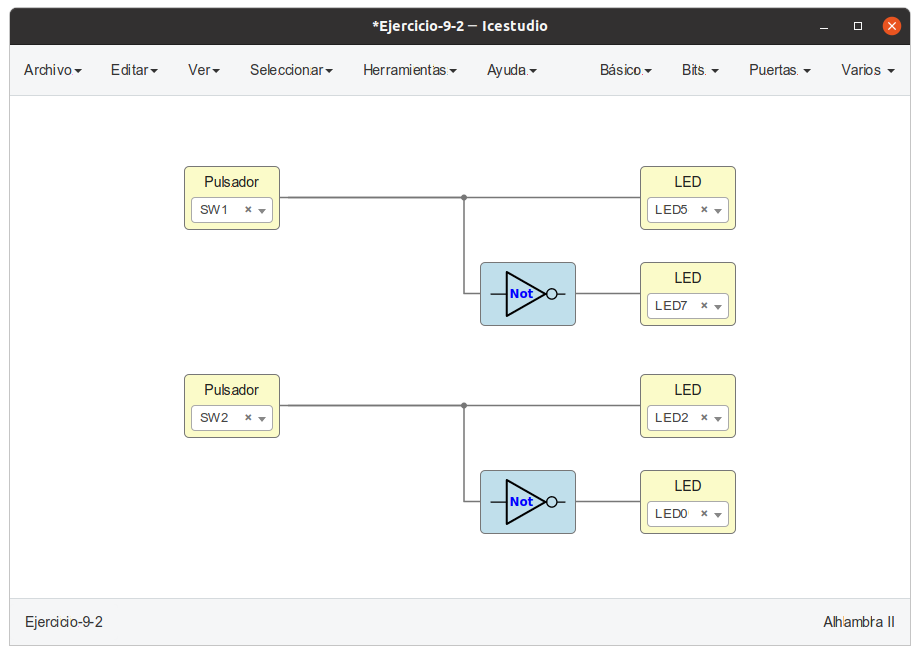 *Ejercicio-9-2 — Icestudio
Archivo Editar Ver Seleccionar Herramientas Ayuda Básico Bits Puertas Varios
Pulsador LED
SW1 LED5
LED
Not LED7
Pulsador LED
SW2 LED2
LED
Not LED0
Ejercicio-9-2 Alhambra II